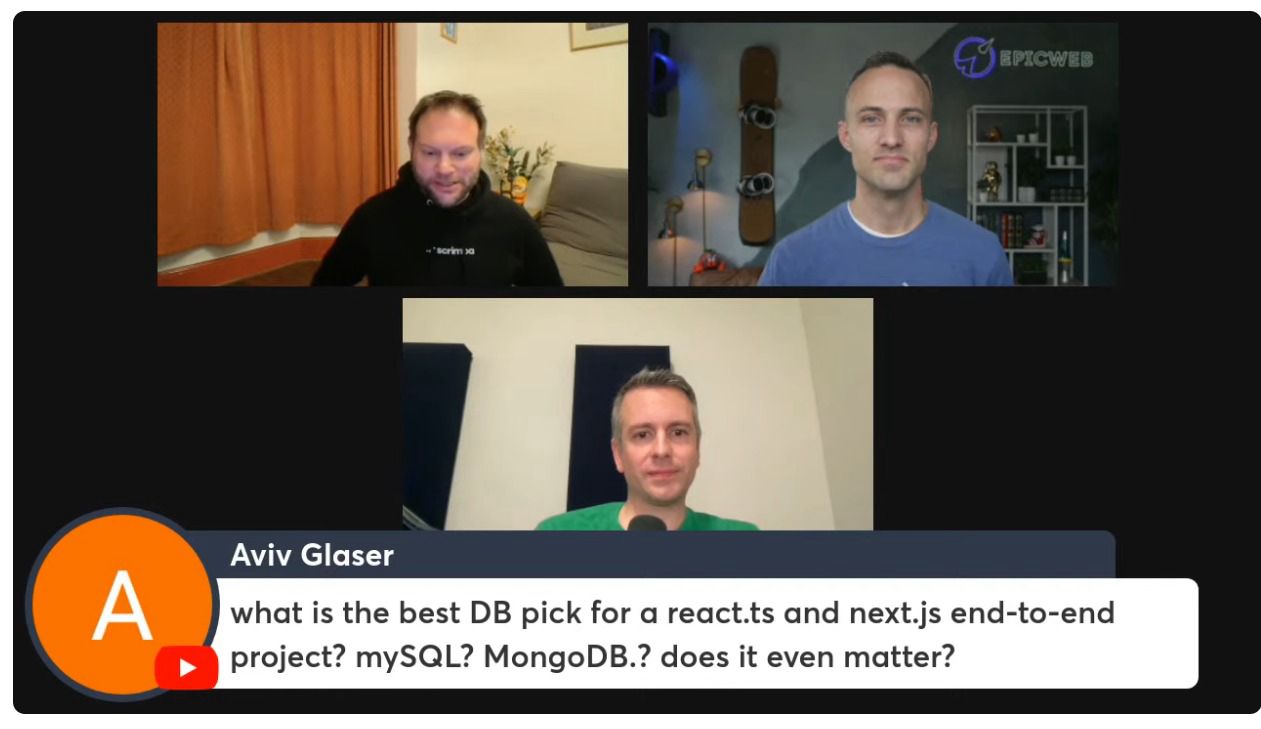 EPICWEB
scrimba
Aviv Glaser
A
what is the best DB pick for a react.ts and next.js end-to-end
project? mySQL? MongoDB.? does it even matter?